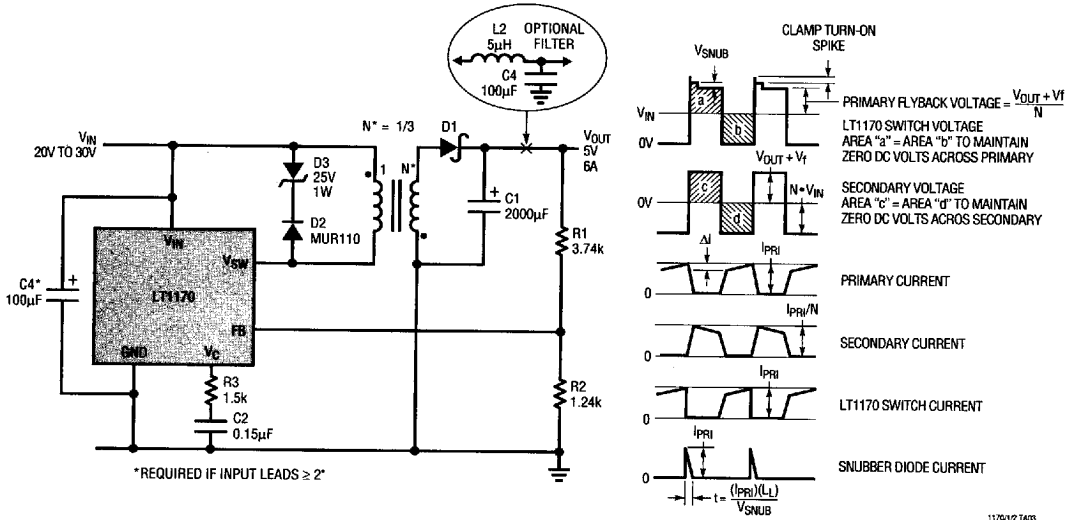 L2
5µH
OPTIONAL
FILTER
C4
100µF
VIN
20V TO 30V
N* = 1/3
D1
VOUT
5V
6A
D3
25V
1W
1
N*
D2
MUR110
+
C1
2000µF
R1
3.74k
C4*
100µF
+
VIN
VSW
LT1170
FB
GND
VC
R3
1.5k
C2
0.15µF
R2
1.24k
*REQUIRED IF INPUT LEADS ≥ 2"
CLAMP TURN-ON
SPIKE
VSNUB
a
b
VIN
0V
PRIMARY FLYBACK VOLTAGE = VOUT + Vf
N
LT1170 SWITCH VOLTAGE
AREA "a" = AREA "b" TO MAINTAIN
ZERO DC VOLTS ACROSS PRIMARY
VOUT + Vf
c
d
0V
N•VIN
SECONDARY VOLTAGE
AREA "c" = AREA "d" TO MAINTAIN
ZERO DC VOLTS ACROS SECONDARY
∆I
IPRI
0
PRIMARY CURRENT
IPRI/N
0
SECONDARY CURRENT
IPRI
0
LT1170 SWITCH CURRENT
IPRI
0
SNUBBER DIODE CURRENT
t = (IPRI)(LL)
VSNUB
1170/1/2 TA03